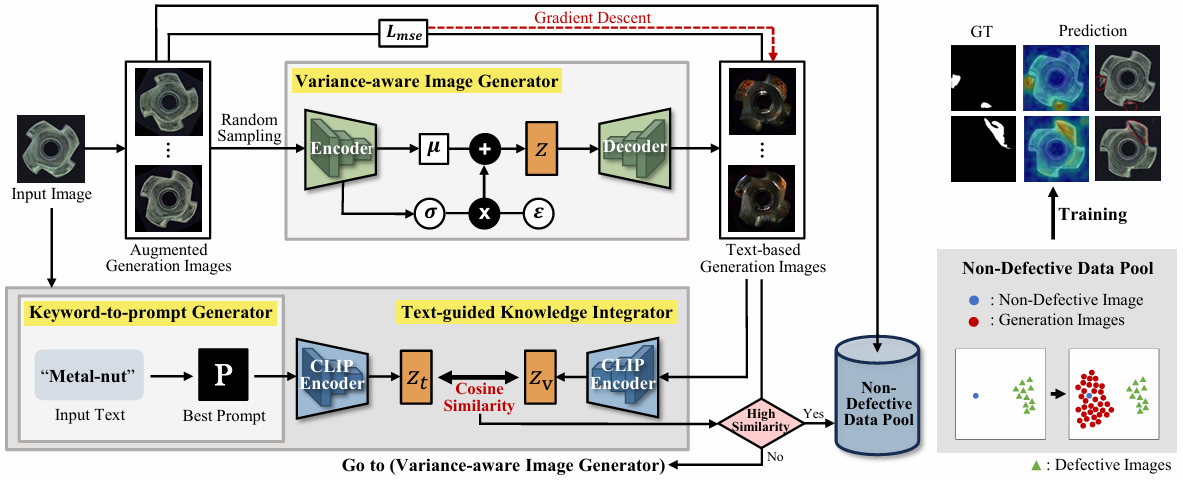 Gradient Descent
L_mse
GT
Prediction
Variance-aware Image Generator
Random
Sampling
Encoder
μ
+
z
Decoder
σ
x
ε
⋮
⋮
Input Image
Augmented
Generation Images
Text-based
Generation Images
Training
Non-Defective Data Pool
: Non-Defective Image
: Generation Images
Keyword-to-prompt Generator
Text-guided Knowledge Integrator
"Metal-nut"
Input Text
P
Best Prompt
CLIP
Encoder
z_t
Cosine
Similarity
z_v
CLIP
Encoder
High
Similarity
Yes
No
Non-
Defective
Data Pool
Go to (Variance-aware Image Generator)
: Defective Images